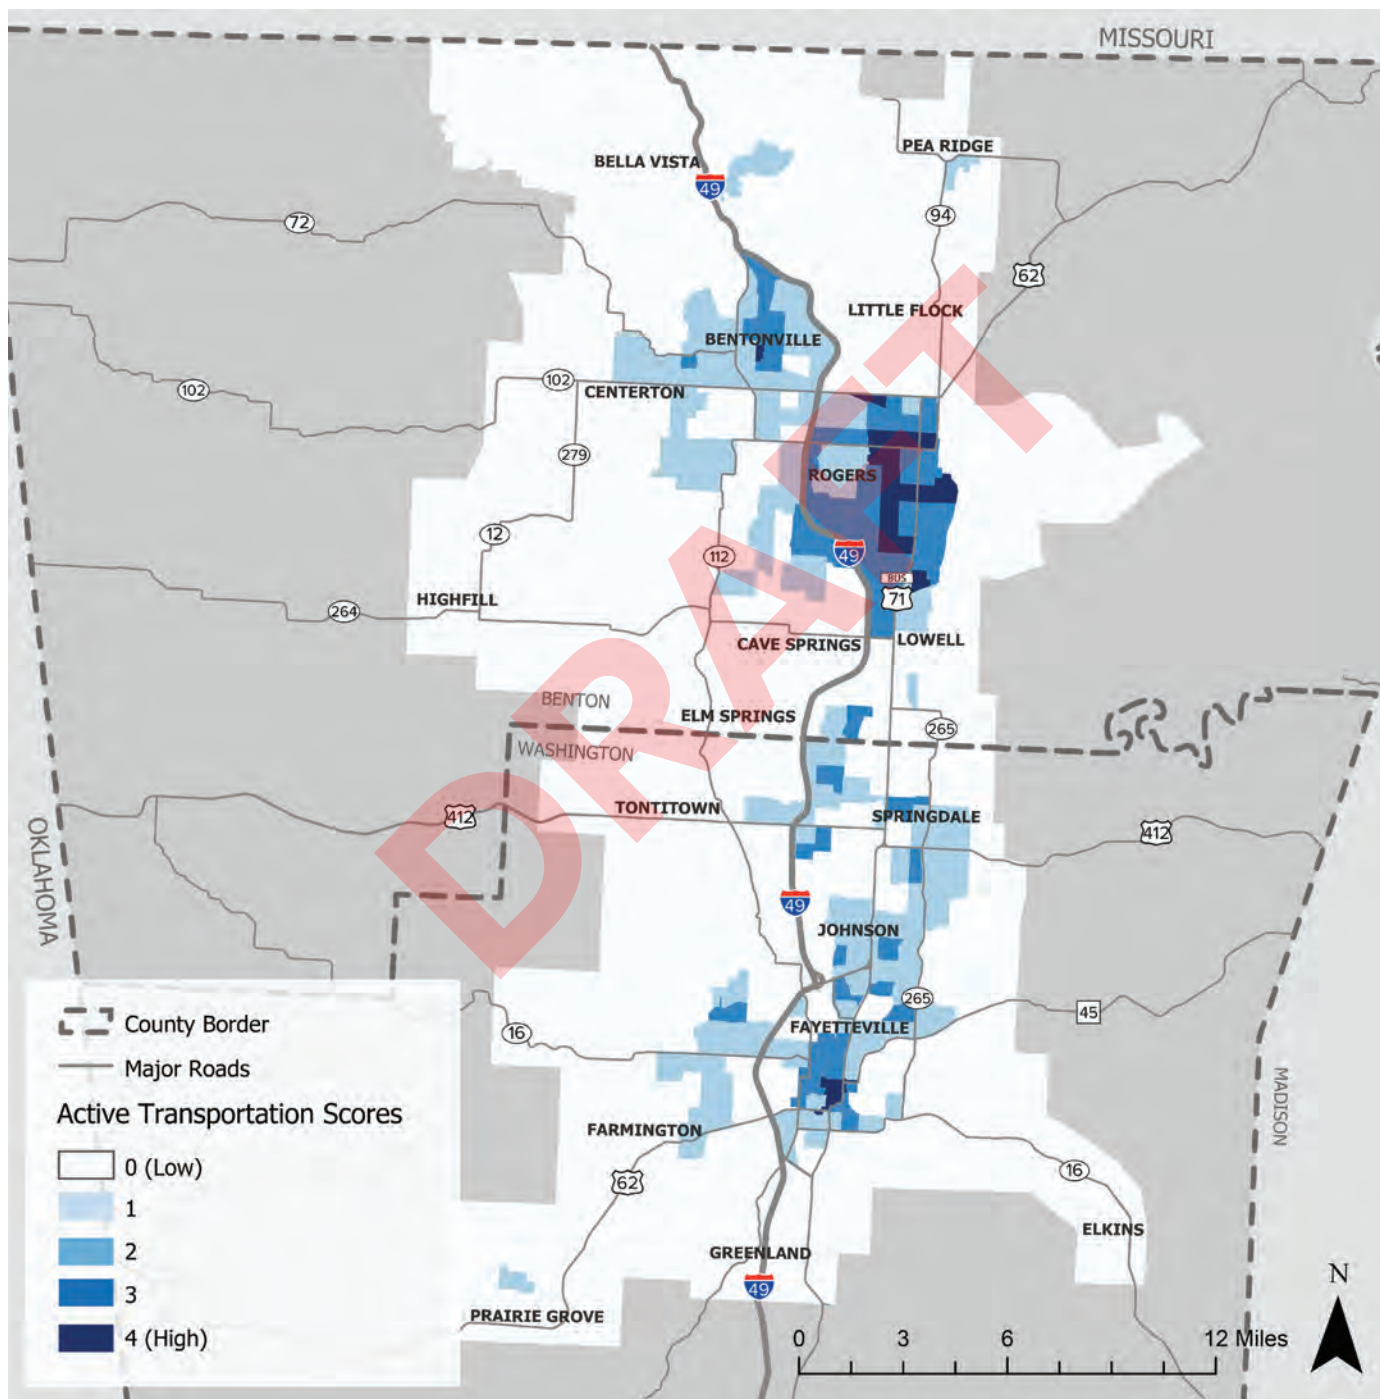 MISSOURI
PEA RIDGE
BELLA VISTA
49
94
72
62
LITTLE FLOCK
BENTONVILLE
102
102
CENTERTON
279
ROGERS
12
112
49
BUS
71
HIGHFILL
264
CAVE SPRINGS
LOWELL
BENTON
ELM SPRINGS
265
WASHINGTON
TONTITOWN
412
SPRINGDALE
412
OKLAHOMA
DRAFT
49
JOHNSON
265
45
16
FAYETTEVILLE
MADISON
FARMINGTON
62
16
ELKINS
GREENLAND
49
PRAIRIE GROVE
County Border
Major Roads
Active Transportation Scores
0 (Low)
1
2
3
4 (High)
N
0 3 6 12 Miles